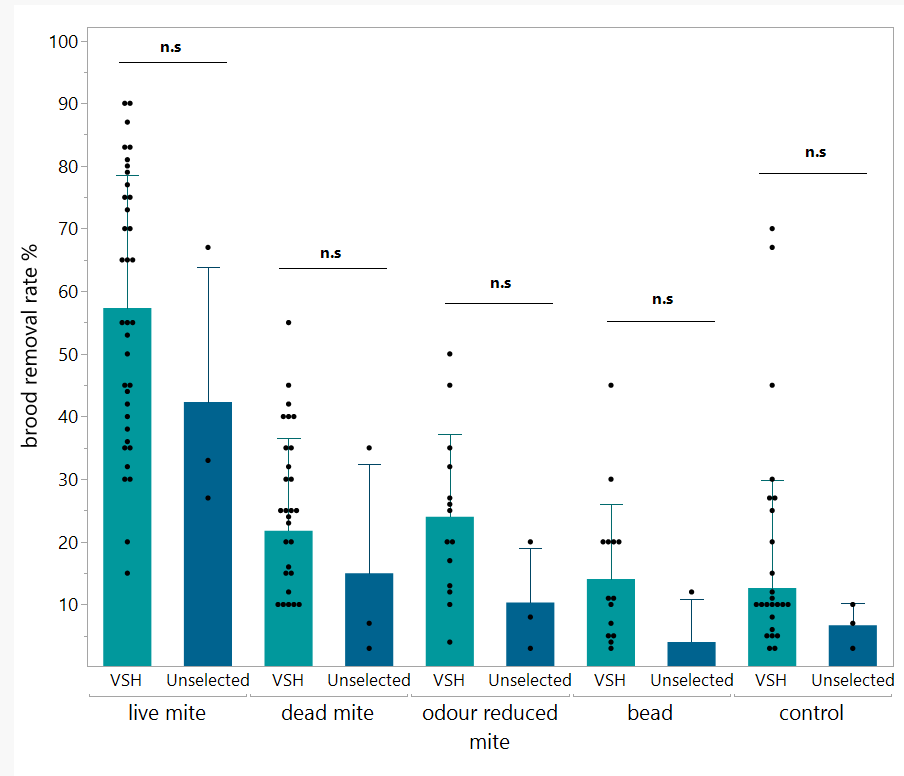 100
90
80
70
60
50
40
30
20
10
brood removal rate %
n.s
n.s
n.s
n.s
n.s
VSH Unselected VSH Unselected VSH Unselected VSH Unselected VSH Unselected
live mite dead mite odour reduced bead control
mite